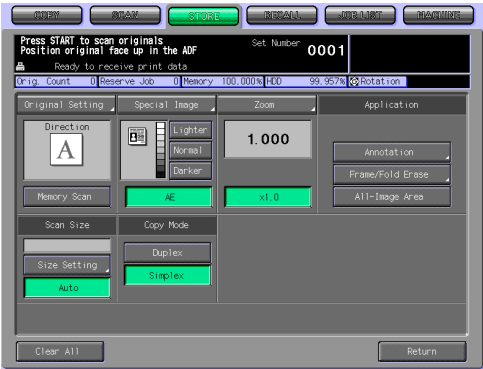 COPY SCAN STORE RECALL JOB LIST MACHINE
Press START to scan originals
Position original face up in the ADF
Set Number 0001
Ready to receive print data
Orig. Count 0 Reserve Job 0 Memory 100.000% HDD 99.957% Rotation
Original Setting Special Image Zoom Application
Direction
A
Lighter
Normal
Darker
1.000
Annotation
Frame/Fold Erase
Memory Scan AE x1.0 All-Image Area
Scan Size Copy Mode
Duplex
Size Setting
Simplex
Auto
Clear All Return